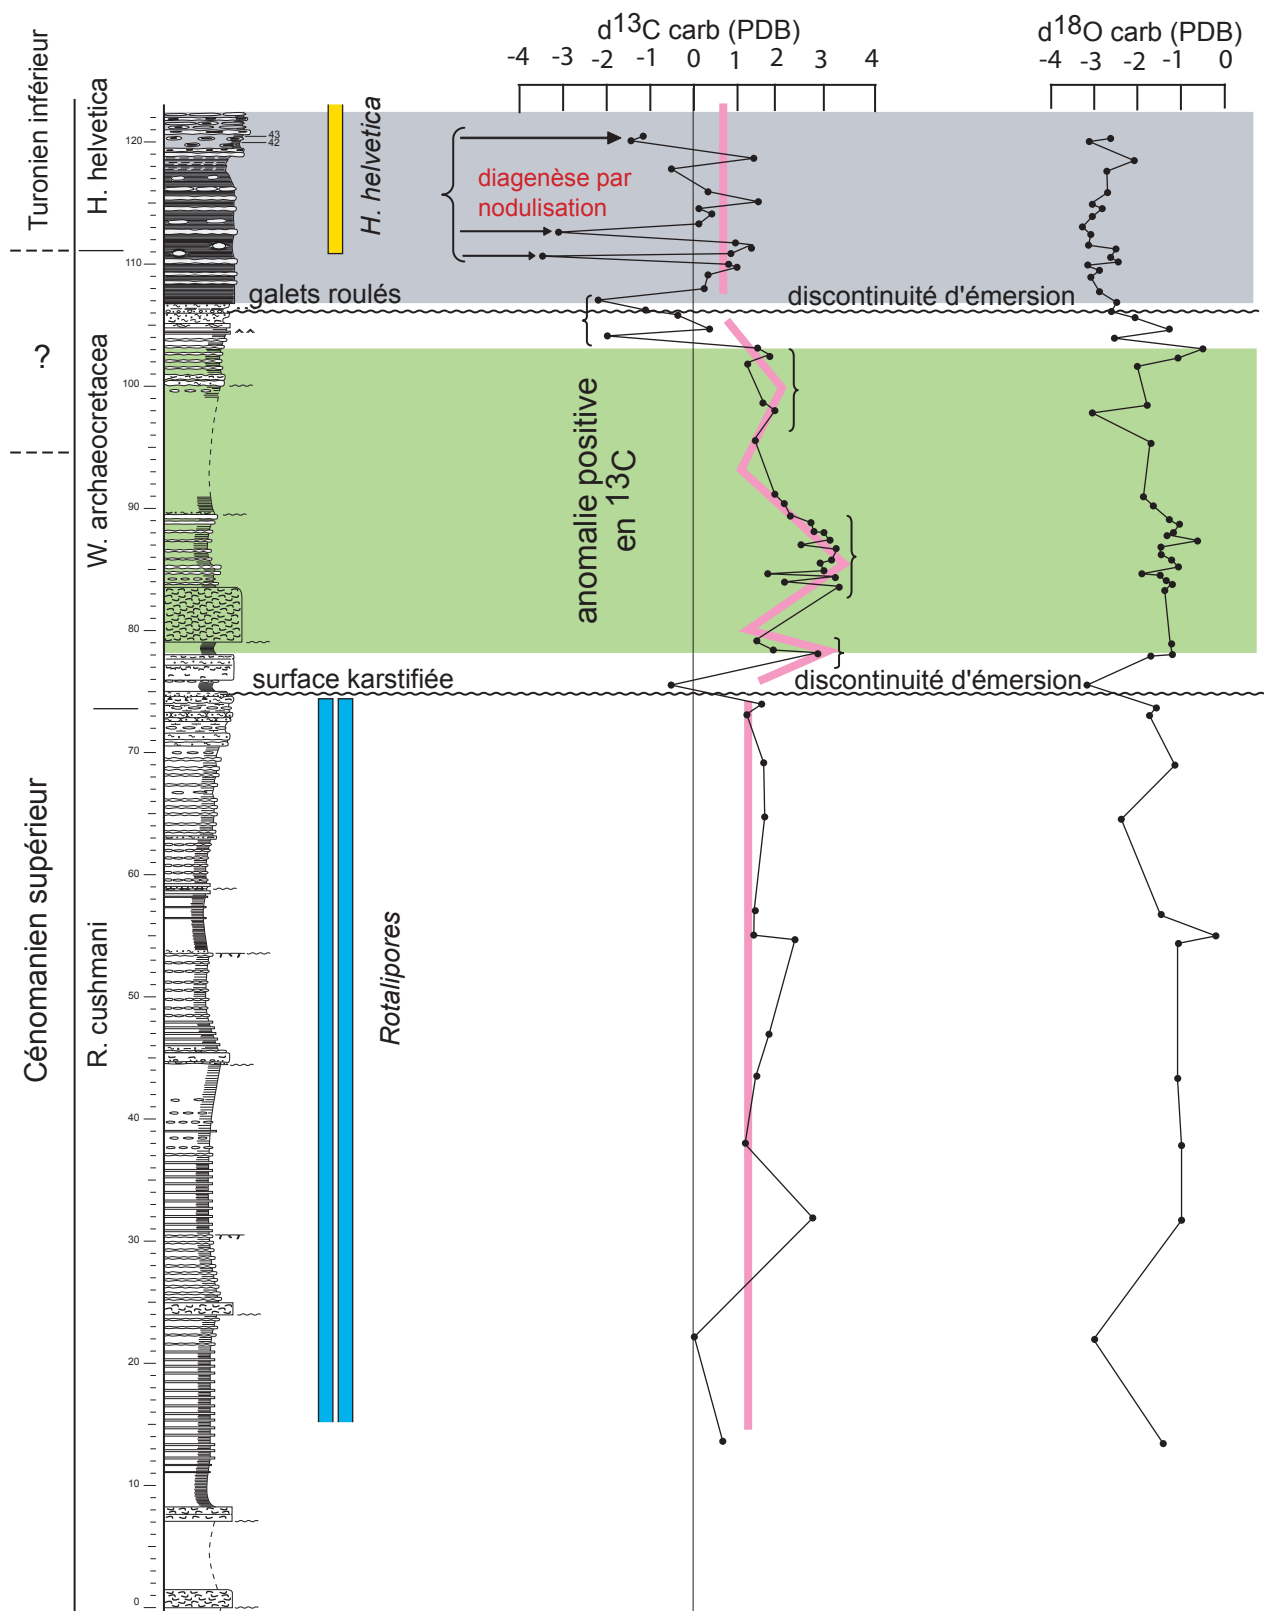 d13C carb (PDB)
-4 -3 -2 -1 0 1 2 3 4
d18O carb (PDB)
-4 -3 -2 -1 0
Turonien inférieur
H. helvetica
?
W. archaeocretacea
Cénomanien supérieur
R. cushmani
120
110
100
90
80
70
60
50
40
30
20
10
0
43
42
H. helvetica
diagenèse par
nodulisation
galets roulés
discontinuité d'émersion
anomalie positive
en 13C
surface karstifiée
discontinuité d'émersion
Rotalipores